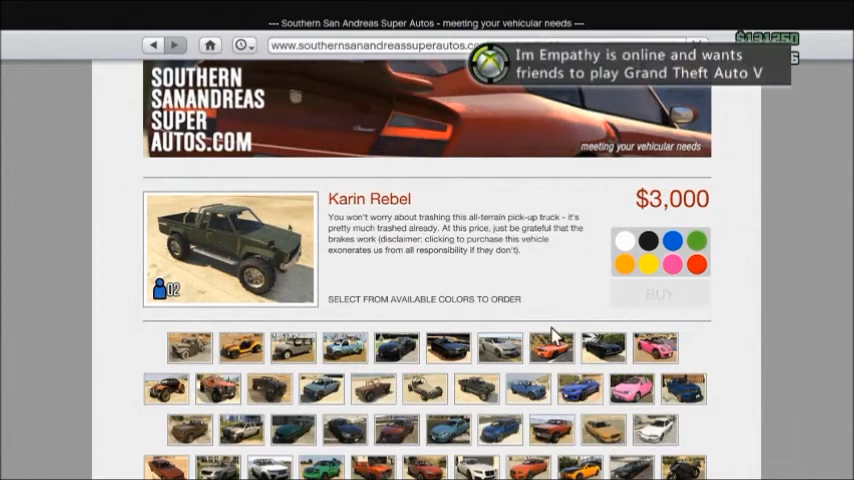 --- Southern San Andreas Super Autos - meeting your vehicular needs ---
www.southernsanandreassuperautos.co
Im Empathy is online and wants
friends to play Grand Theft Auto V
SOUTHERN
SANANDREAS
SUPER
AUTOS.COM
meeting your vehicular needs
Karin Rebel
$3,000
You won't worry about trashing this all-terrain pick-up truck - it's
pretty much trashed already. At this price, just be grateful that the
brakes work (disclaimer: clicking to purchase this vehicle
exonerates us from all responsibility if they don't).
02
SELECT FROM AVAILABLE COLORS TO ORDER
BUY